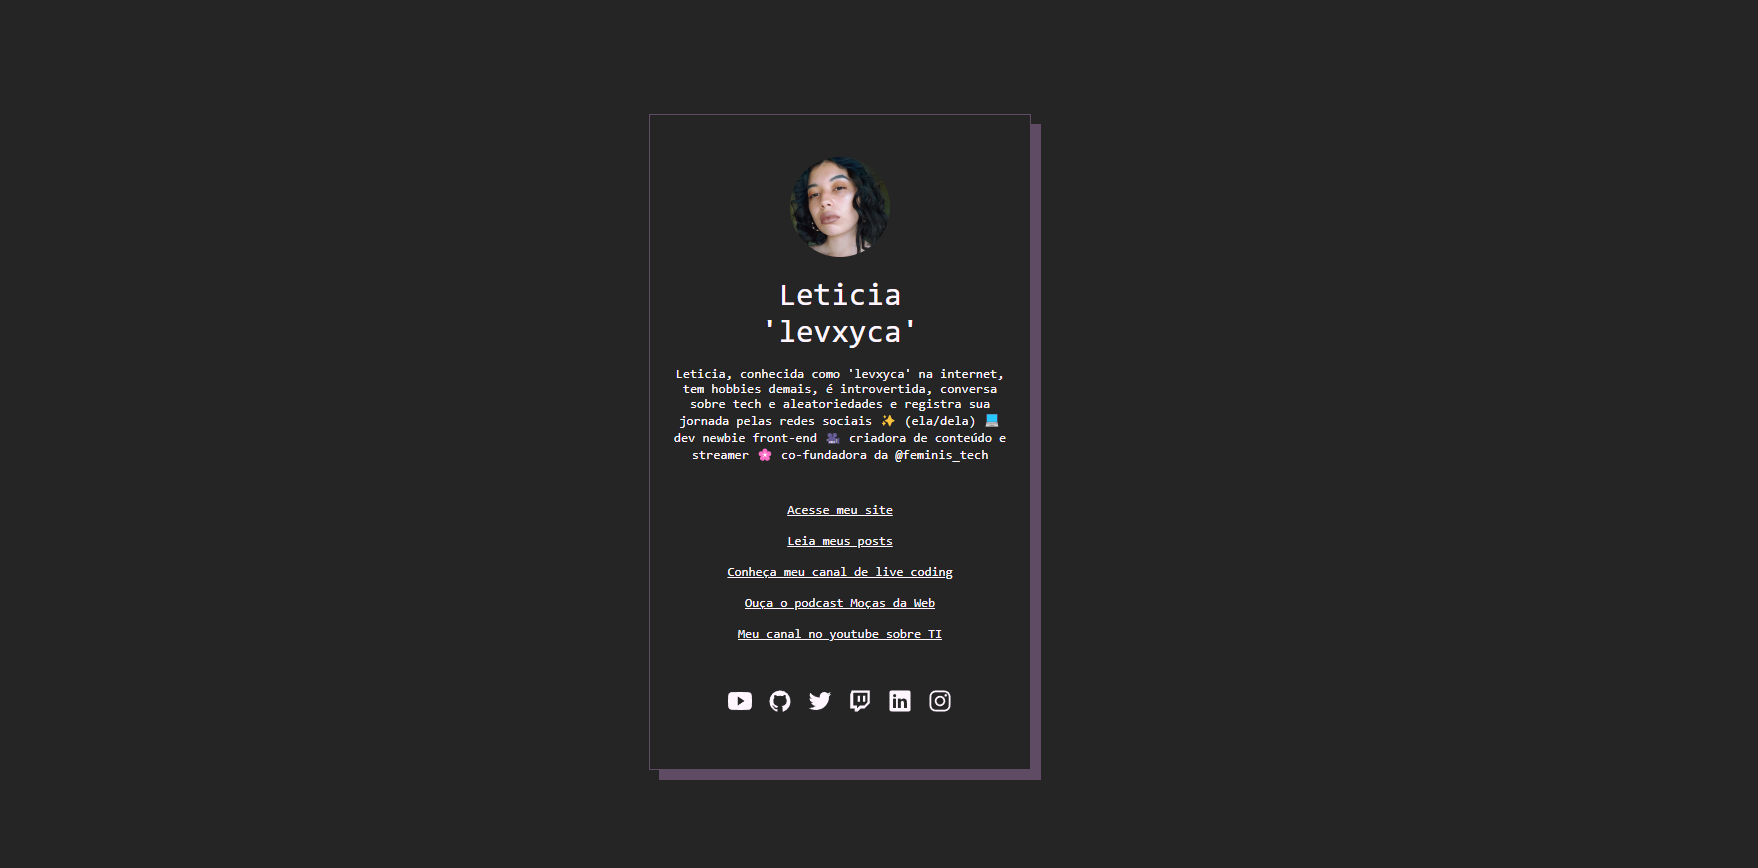 Leticia
'levxyca'
Leticia, conhecida como 'levxyca' na internet,
tem hobbies demais, é introvertida, conversa
sobre tech e aleatoriedades e registra sua
jornada pelas redes sociais ✨ (ela/dela) 💻
dev newbie front-end 🎥 criadora de conteúdo e
streamer 🌸 co-fundadora da @feminis_tech
Acesse meu site
Leia meus posts
Conheça meu canal de live coding
Ouça o podcast Moças da Web
Meu canal no youtube sobre TI